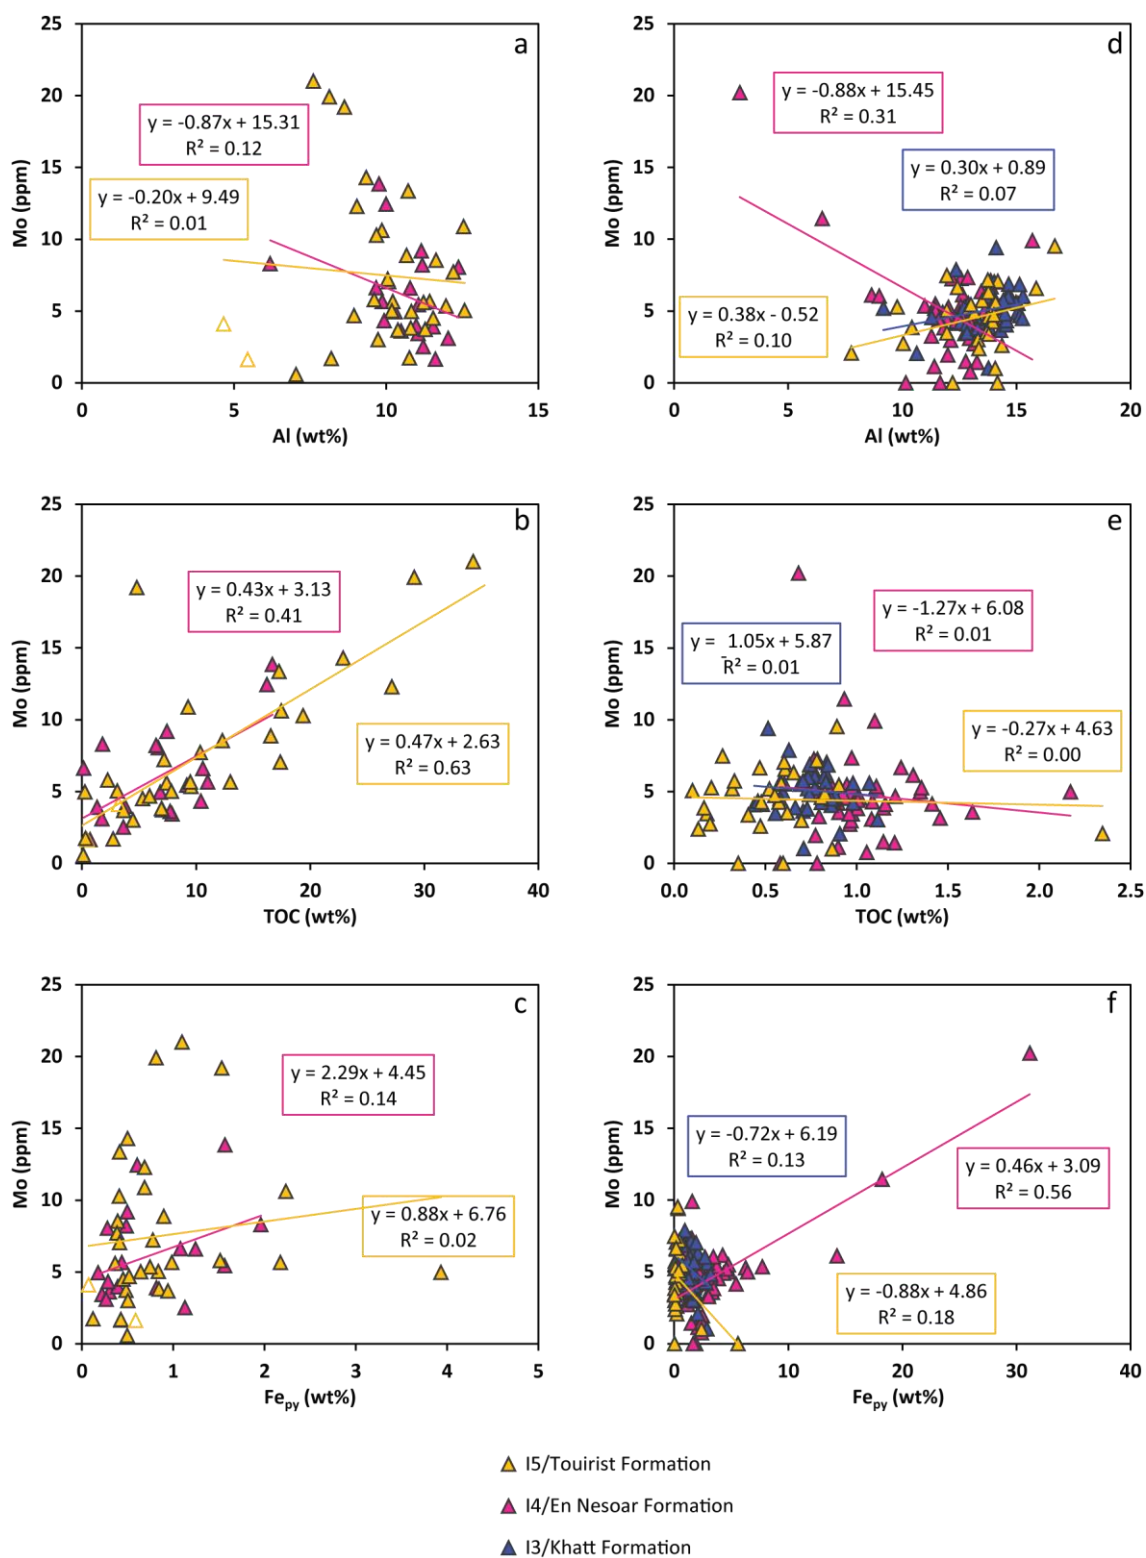 a
25
20
15
10
5
0
Mo (ppm)
y = -0.87x + 15.31
R² = 0.12
y = -0.20x + 9.49
R² = 0.01
0 5 10 15
Al (wt%)
d
25
20
15
10
5
0
Mo (ppm)
y = -0.88x + 15.45
R² = 0.31
y = 0.30x + 0.89
R² = 0.07
y = 0.38x - 0.52
R² = 0.10
0 5 10 15 20
Al (wt%)
b
25
20
15
10
5
0
Mo (ppm)
y = 0.43x + 3.13
R² = 0.41
y = 0.47x + 2.63
R² = 0.63
0 10 20 30 40
TOC (wt%)
e
25
20
15
10
5
0
Mo (ppm)
y = -1.27x + 6.08
R² = 0.01
y = 1.05x + 5.87
-R² = 0.01
y = -0.27x + 4.63
R² = 0.00
0.0 0.5 1.0 1.5 2.0 2.5
TOC (wt%)
c
25
20
15
10
5
0
Mo (ppm)
y = 2.29x + 4.45
R² = 0.14
y = 0.88x + 6.76
R² = 0.02
0 1 2 3 4 5
Fepy (wt%)
f
25
20
15
10
5
0
Mo (ppm)
y = -0.72x + 6.19
R² = 0.13
y = 0.46x + 3.09
R² = 0.56
y = -0.88x + 4.86
R² = 0.18
0 10 20 30 40
Fepy (wt%)
I5/Touirist Formation
I4/En Nesoar Formation
I3/Khatt Formation